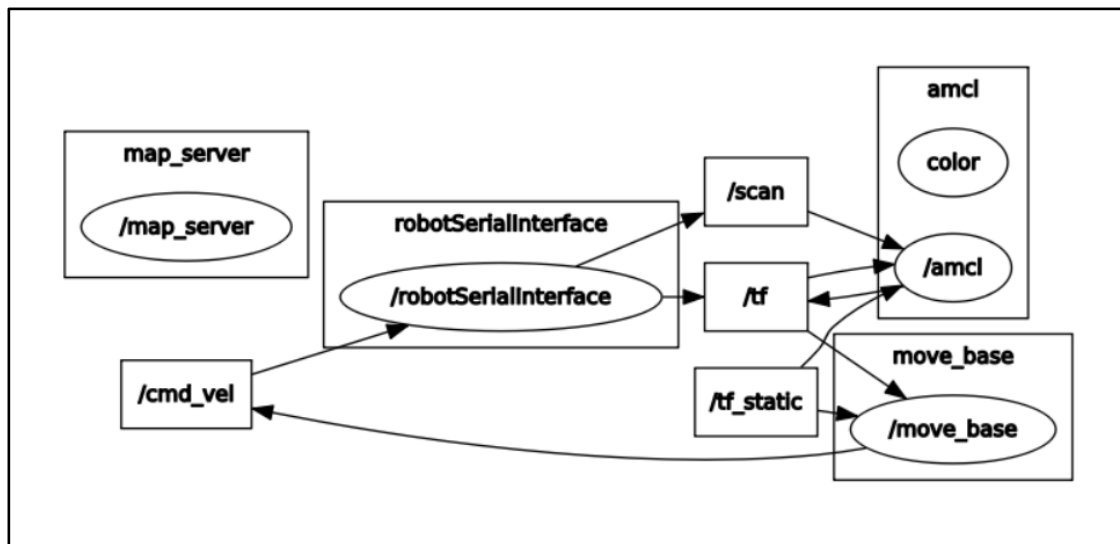 map_server
/map_server
robotSerialInterface
/robotSerialInterface
/cmd_vel
/scan
/tf
/tf_static
amcl
color
/amcl
move_base
/move_base